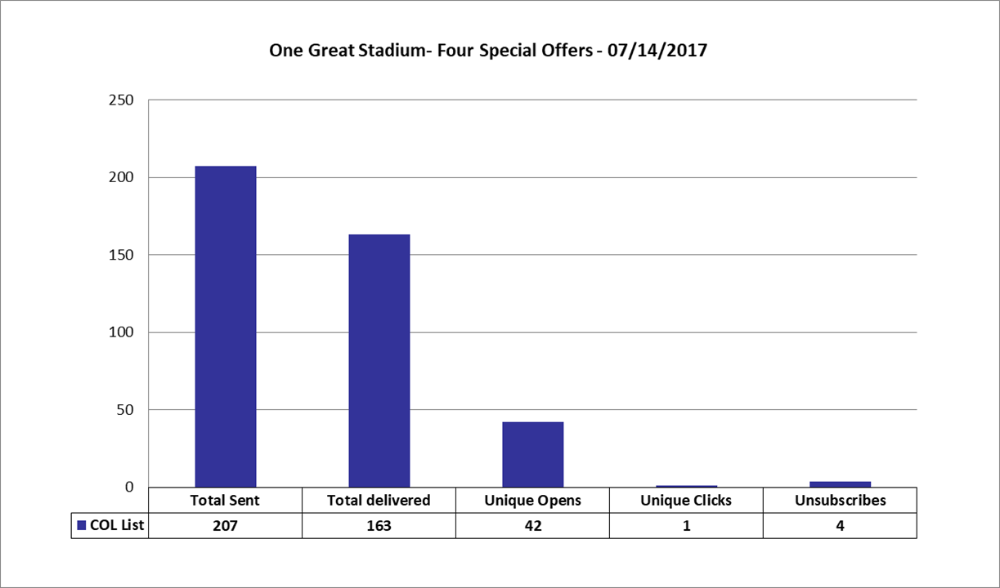 One Great Stadium- Four Special Offers - 07/14/2017
250
200
150
100
50
0
Total Sent Total delivered Unique Opens Unique Clicks Unsubscribes
COL List 207 163 42 1 4